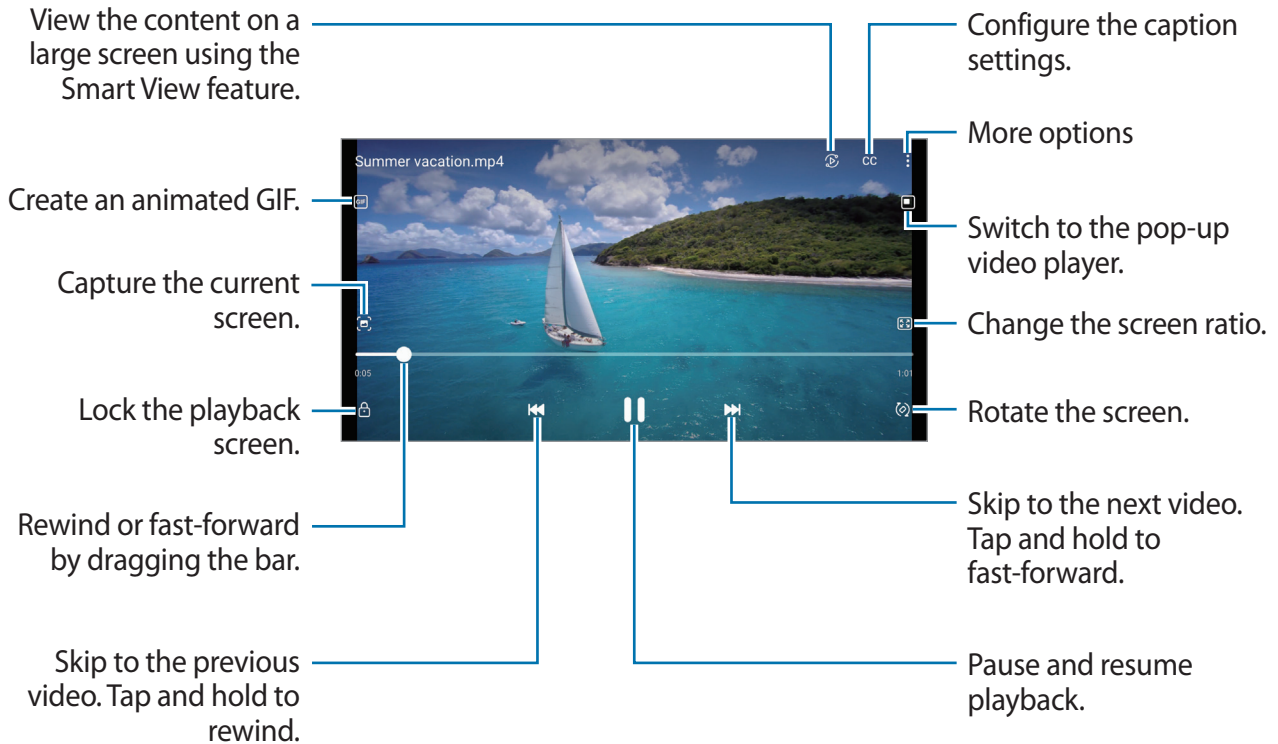 View the content on a
large screen using the
Smart View feature.
Configure the caption
settings.
More options
Summer vacation.mp4
CC
Create an animated GIF.
GIF
Switch to the pop-up
video player.
Capture the current
screen.
Change the screen ratio.
0:05
1:01
Lock the playback
screen.
Rotate the screen.
Rewind or fast-forward
by dragging the bar.
Skip to the next video.
Tap and hold to
fast-forward.
Skip to the previous
video. Tap and hold to
rewind.
Pause and resume
playback.